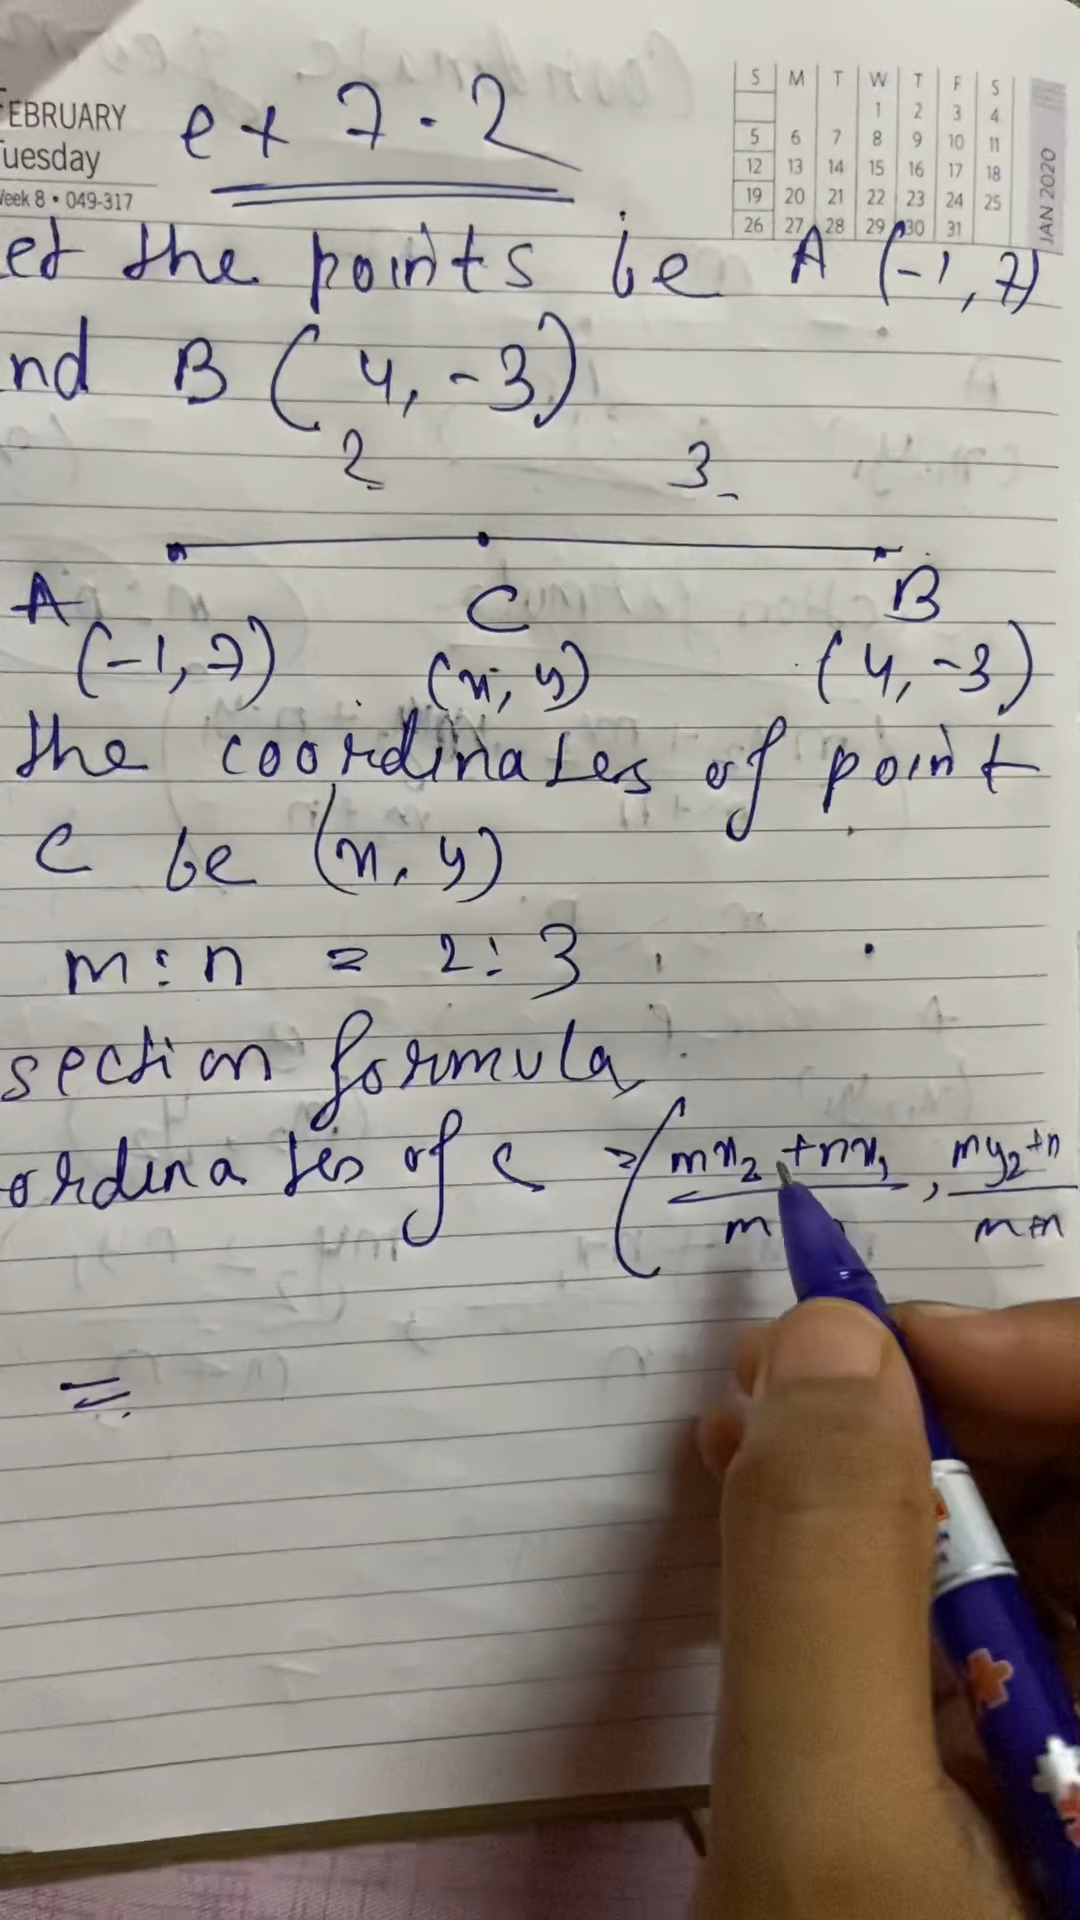 ex 7.2
FEBRUARY
Tuesday
Week 8 • 049-317
S M T W T F S
1 2 3 4
5 6 7 8 9 10 11
12 13 14 15 16 17 18
19 20 21 22 23 24 25
26 27 28 29 30 31
JAN 2020
et the points be A (-1, 7)
nd B (4, -3)
2 3
A C B
(-1, 7) (x, y) (4, -3)
the coordinates of point
C be (x, y)
m : n = 2 : 3
section formula
ordinates of C = ( mx₂ + nx₁ , my₂ + n
m m+n
=